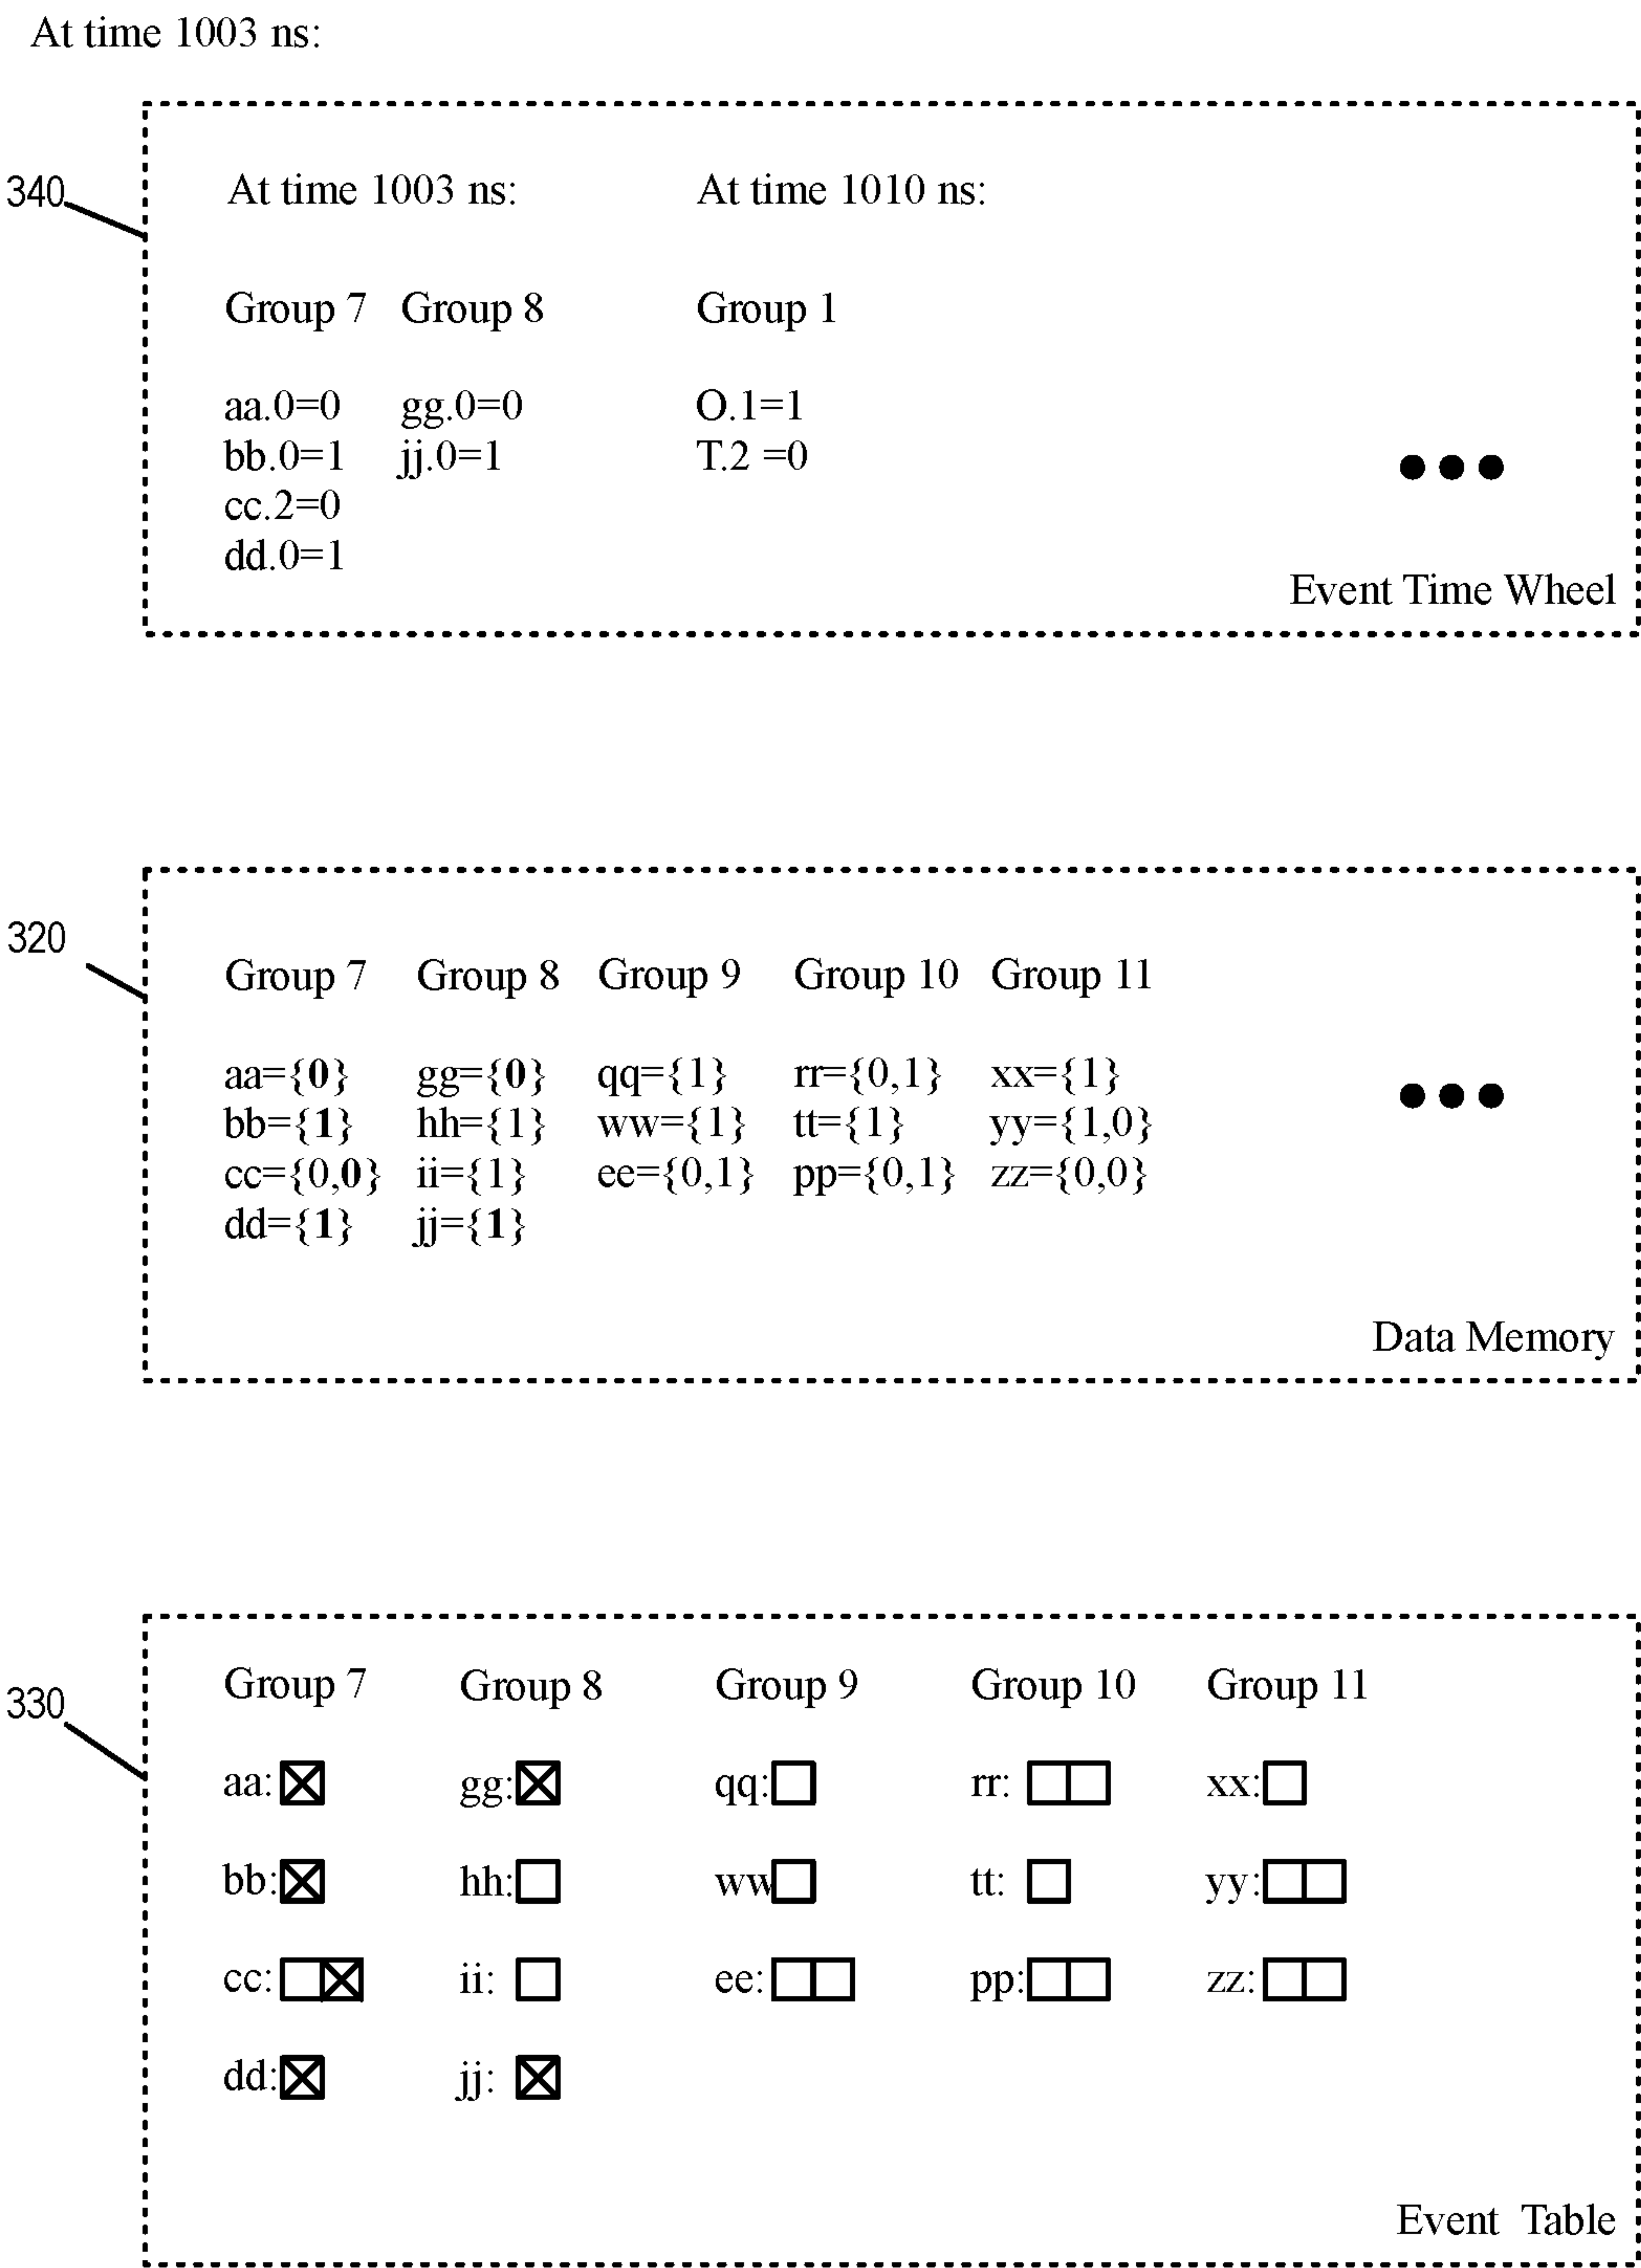 At time 1003 ns:
340
At time 1003 ns: At time 1010 ns:
Group 7 Group 8 Group 1
aa.0=0 gg.0=0 O.1=1
bb.0=1 jj.0=1 T.2 =0
cc.2=0
dd.0=1
Event Time Wheel
320
Group 7 Group 8 Group 9 Group 10 Group 11
aa={0} gg={0} qq={1} rr={0,1} xx={1}
bb={1} hh={1} ww={1} tt={1} yy={1,0}
cc={0,0} ii={1} ee={0,1} pp={0,1} zz={0,0}
dd={1} jj={1}
Data Memory
330
Group 7 Group 8 Group 9 Group 10 Group 11
aa: gg: qq: rr: xx:
bb: hh: ww tt: yy:
cc: ii: ee: pp: zz:
dd: jj:
Event Table